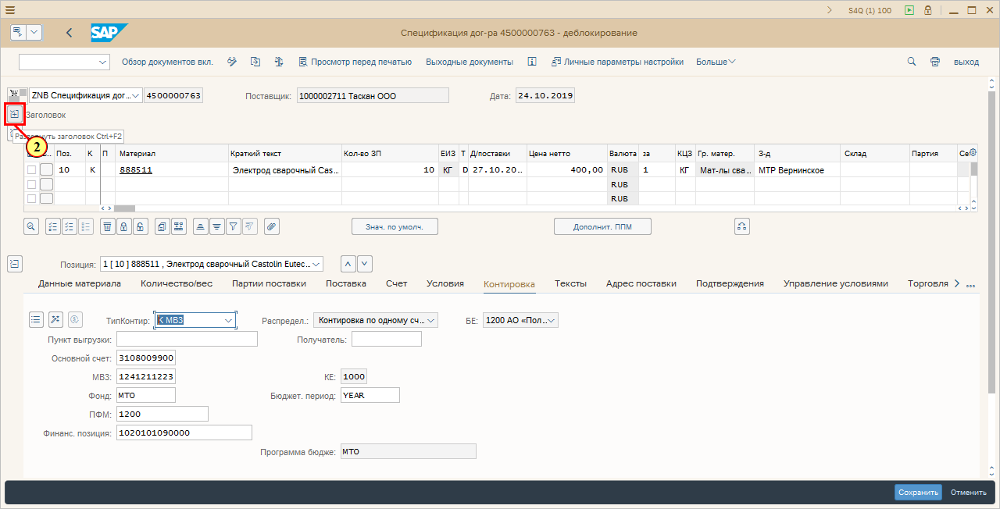 S4Q (1) 100
SAP
Спецификация дог-ра 4500000763 - деблокирование
Обзор документов вкл. Просмотр перед печатью Выходные документы Личные параметры настройки Больше выход
ZNB Спецификация дог... 4500000763 Поставщик: 1000002711 Таскан ООО Дата: 24.10.2019
Заголовок
Развернуть заголовок Ctrl+F2
2
С.. Поз. К П Материал Краткий текст Кол-во ЗП ЕИЗ Т Д/поставки Цена нетто Валюта за КЦЗ Гр. матер. З-д Склад Партия Се
10 K 888511 Электрод сварочный Cas... 10 КГ D 27.10.20... 400,00 RUB 1 КГ Мат-лы сва... МТР Вернинское
RUB
RUB
Знач. по умолч. Дополнит. ППМ
Позиция: 1 [ 10 ] 888511 , Электрод сварочный Castolin Eutec...
Данные материала Количество/вес Партии поставки Поставка Счет Условия Контировка Тексты Адрес поставки Подтверждения Управление условиями Торговля
ТипКонтир: K МВЗ Распредел.: Контировка по одному сч... БЕ: 1200 АО «Пол...
Пункт выгрузки: Получатель:
Основной счет: 3108009900
МВЗ: 1241211223 КЕ: 1000
Фонд: МТО Бюджет. период: YEAR
ПФМ: 1200
Финанс. позиция: 1020101090000
Программа бюдже: МТО
Сохранить Отменить